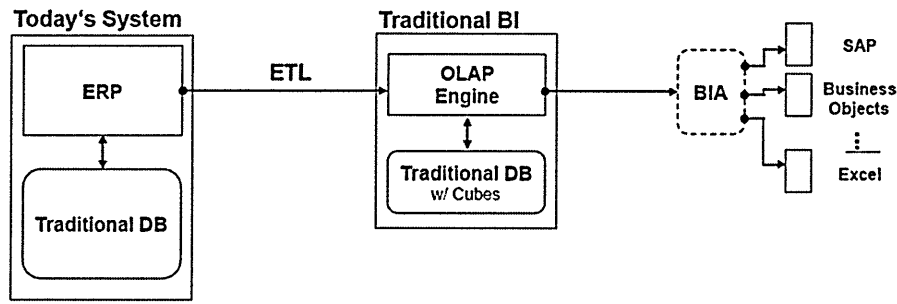 Today's System
Traditional BI
ERP
ETL
OLAP
Engine
BIA
SAP
Business
Objects
Excel
Traditional DB
Traditional DB
w/ Cubes